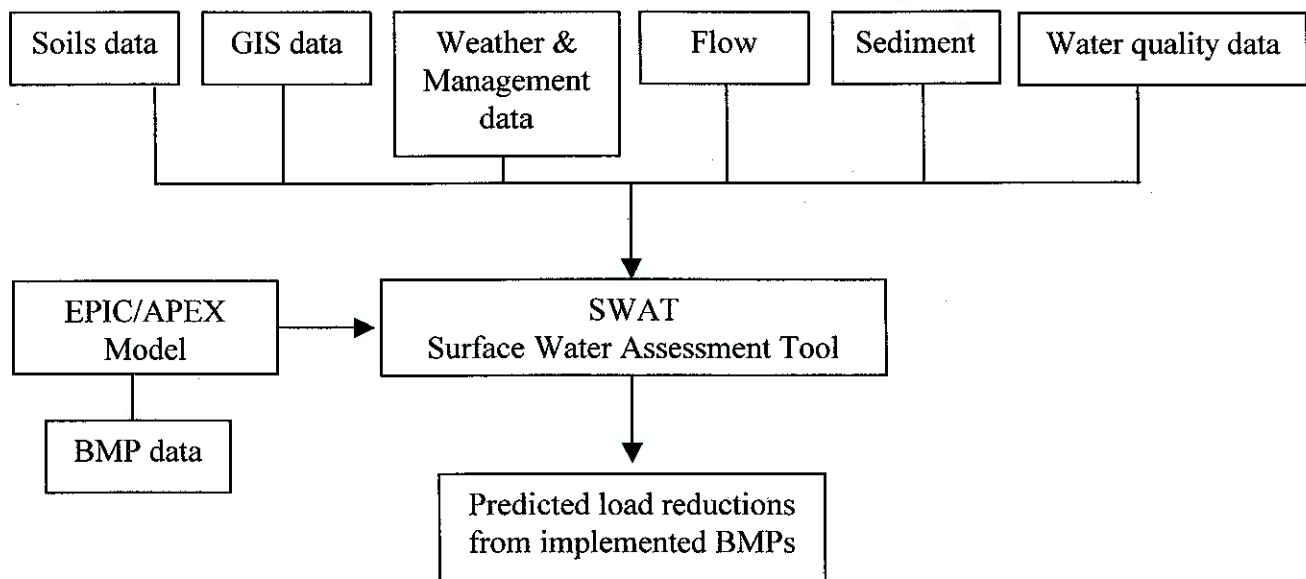 Soils data
GIS data
Weather &
Management
data
Flow
Sediment
Water quality data
EPIC/APEX
Model
SWAT
Surface Water Assessment Tool
BMP data
Predicted load reductions
from implemented BMPs